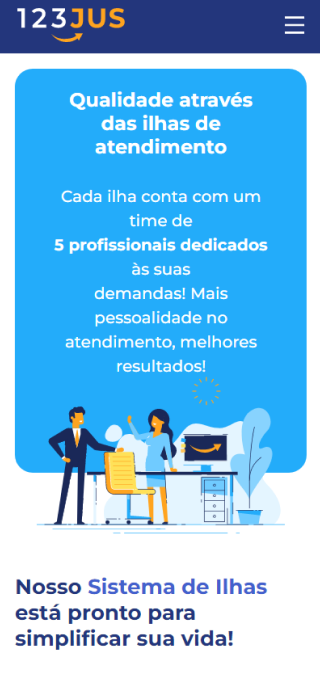 123JUS
Qualidade através
das ilhas de
atendimento
Cada ilha conta com um
time de
5 profissionais dedicados
às suas
demandas! Mais
pessoalidade no
atendimento, melhores
resultados!
Nosso Sistema de Ilhas
está pronto para
simplificar sua vida!